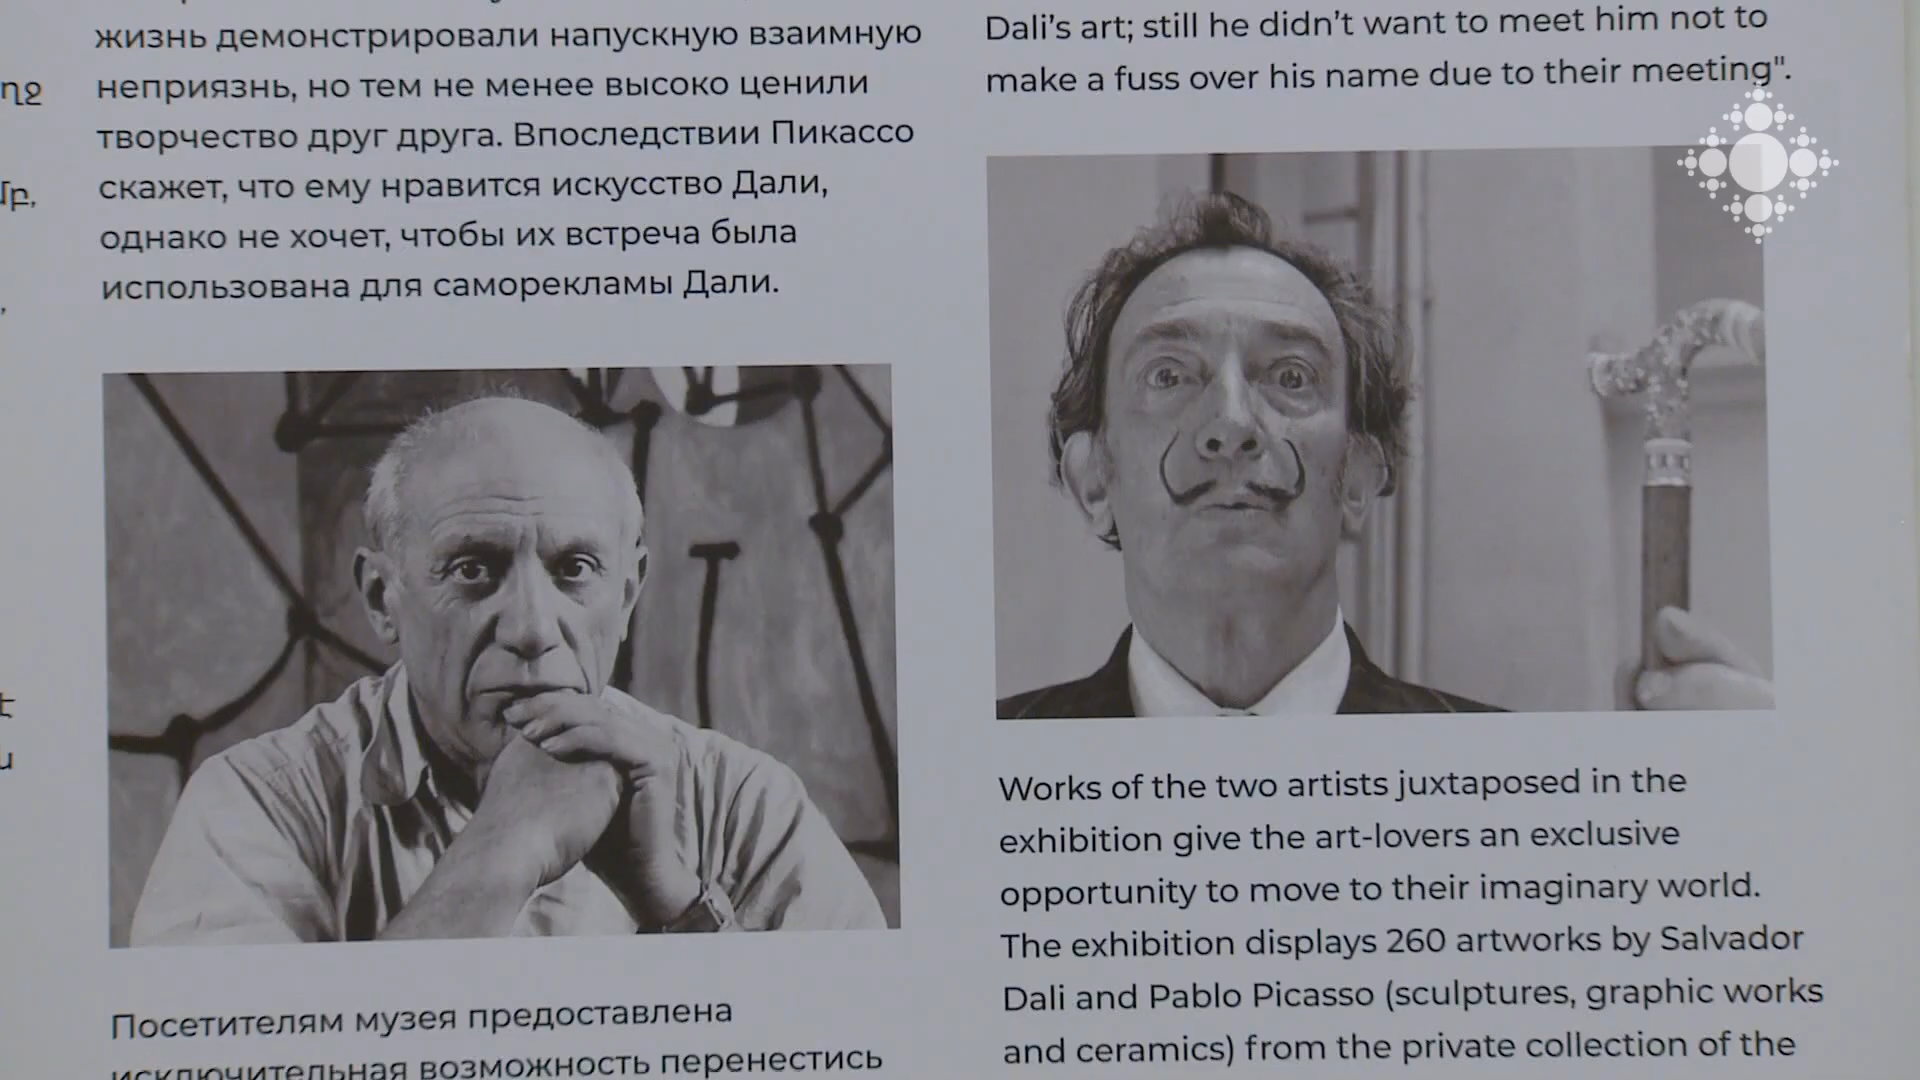 жизнь демонстрировали напускную взаимную
неприязнь, но тем не менее высоко ценили
творчество друг друга. Впоследствии Пикассо
скажет, что ему нравится искусство Дали,
однако не хочет, чтобы их встреча была
использована для саморекламы Дали.
Посетителям музея предоставлена
исключительная возможность перенестись
Dali's art; still he didn't want to meet him not to
make a fuss over his name due to their meeting".
Works of the two artists juxtaposed in the
exhibition give the art-lovers an exclusive
opportunity to move to their imaginary world.
The exhibition displays 260 artworks by Salvador
Dali and Pablo Picasso (sculptures, graphic works
and ceramics) from the private collection of the